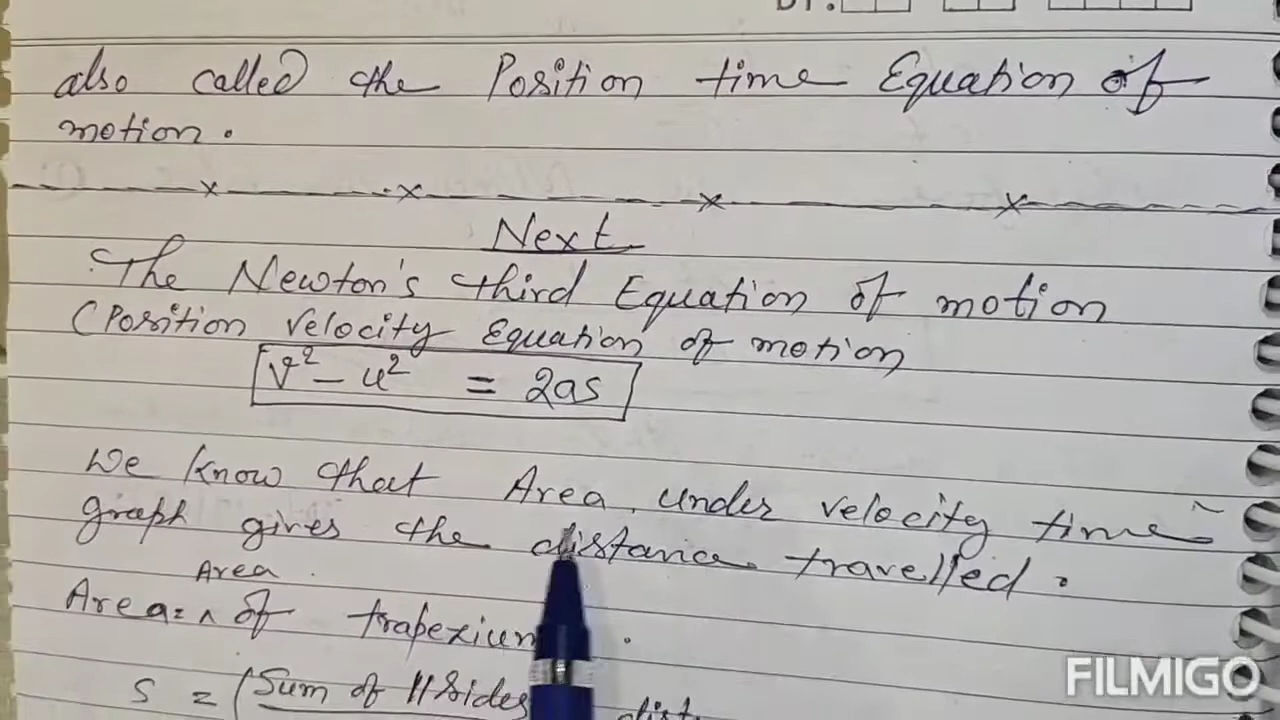 DT.
also called the Position time Equation of
motion.
Next
The Newton's third Equation of motion
(Position Velocity Equation of motion
v² - u² = 2as
We know that Area under velocity time
graph gives the distance travelled.
Area
Area = ^ of trapezium
S = (Sum of || Sides
FILMIGO